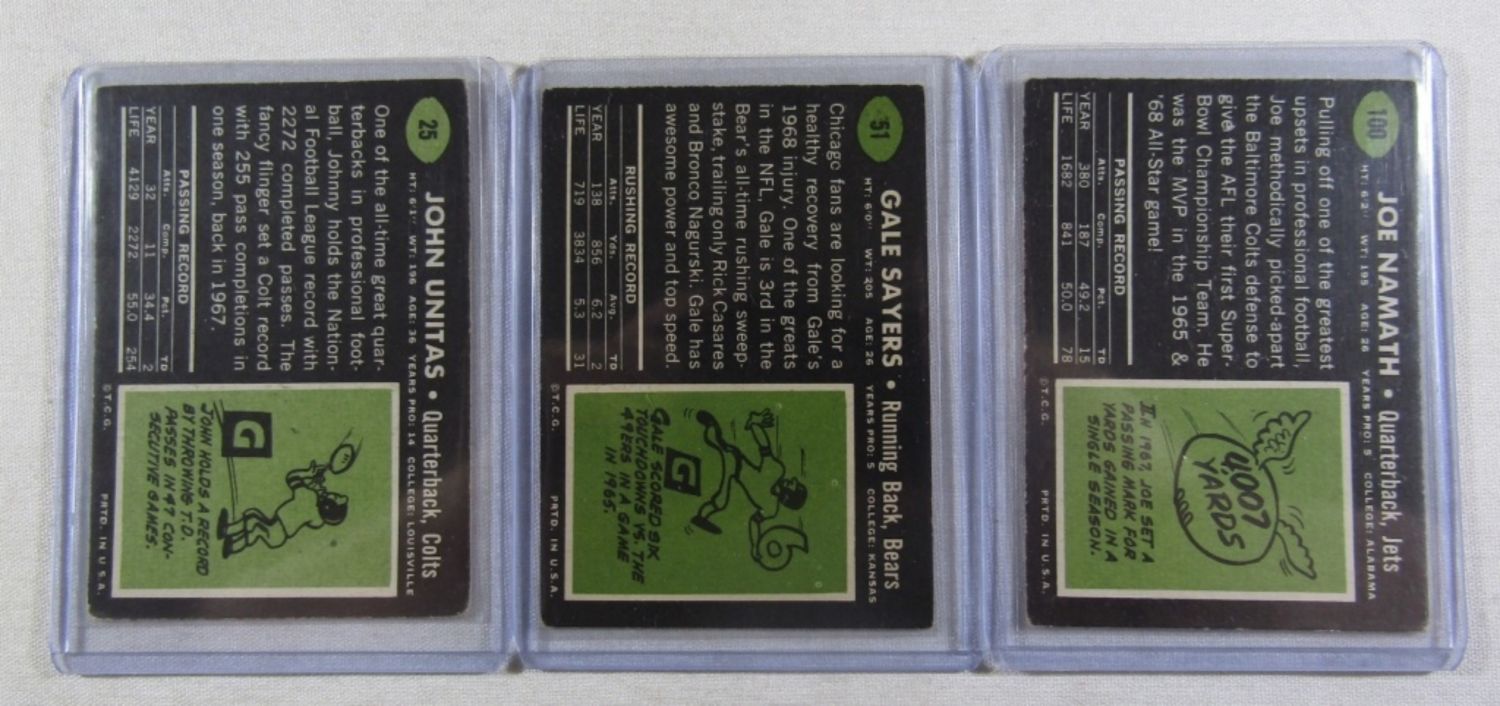 25
JOHN UNITAS • Quarterback, Colts
HT: 6'1" WT: 196 AGE: 36 YEARS PRO: 14 COLLEGE: LOUISVILLE
One of the all-time great quar-
terbacks in professional foot-
ball, Johnny holds the Nation-
al Football League record with
2272 completed passes. The
fancy flinger set a Colt record
with 255 pass completions in
one season, back in 1967.
PASSING RECORD
Atts. Comp. Pct. TD
YEAR 32 11 34.4 2
LIFE 4129 2272 55.0 254
G
JOHN HOLDS A RECORD
BY THROWING T.D.
PASSES IN 47 CON-
SECUTIVE GAMES.
© T.C.G. PRTD. IN U.S.A.
51
GALE SAYERS • Running Back, Bears
HT: 6'0" WT: 205 AGE: 26 YEARS PRO: 5 COLLEGE: KANSAS
Chicago fans are looking for a
healthy recovery from Gale's
1968 injury. One of the greats
in the NFL, Gale is 3rd in the
Bear's all-time rushing sweep-
stake, trailing only Rick Casares
and Bronco Nagurski. Gale has
awesome power and top speed.
RUSHING RECORD
Atts. Yds. Avg. TD
YEAR 138 856 6.2 2
LIFE 719 3834 5.3 31
6
G
GALE SCORED SIX
TOUCHDOWNS VS. THE
49ERS IN A GAME
IN 1965.
© T.C.G. PRTD. IN U.S.A.
100
JOE NAMATH • Quarterback, Jets
HT: 6'2" WT: 195 AGE: 26 YEARS PRO: 5 COLLEGE: ALABAMA
Pulling off one of the greatest
upsets in professional football,
Joe methodically picked-apart
the Baltimore Colts defense to
give the AFL their first Super-
Bowl Championship Team. He
was the MVP in the 1965 &
'68 All-Star game!
PASSING RECORD
Atts. Comp. Pct. TD
YEAR 380 187 49.2 15
LIFE 1682 841 50.0 78
4,007
YARDS
IN 1967, JOE SET A
PASSING MARK FOR
YARDS GAINED IN A
SINGLE SEASON.
© T.C.G. PRTD. IN U.S.A.